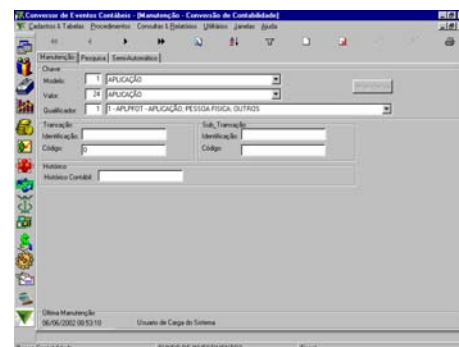 Conversor de Eventos Contábeis - [Manutenção - Conversão de Contabilidade]
Cadastros & Tabelas Procedimentos Consultas & Relatórios Utilitários Janelas Ajuda
Manutenção Pesquisa Semi-Automático
Chave
Modelo: 1 APLICAÇÃO
Valor: 24 APLICAÇÃO
Qualificador: 1 1 - APLPFOT - APLICAÇÃO, PESSOA FISICA, OUTROS
Transação
Sub_Transação
Identificação:
Identificação:
Código: 0
Código:
Histórico
Histórico Contábil:
Última Manutenção
06/06/2002 08:53:10 Usuario de Carga do Sistema